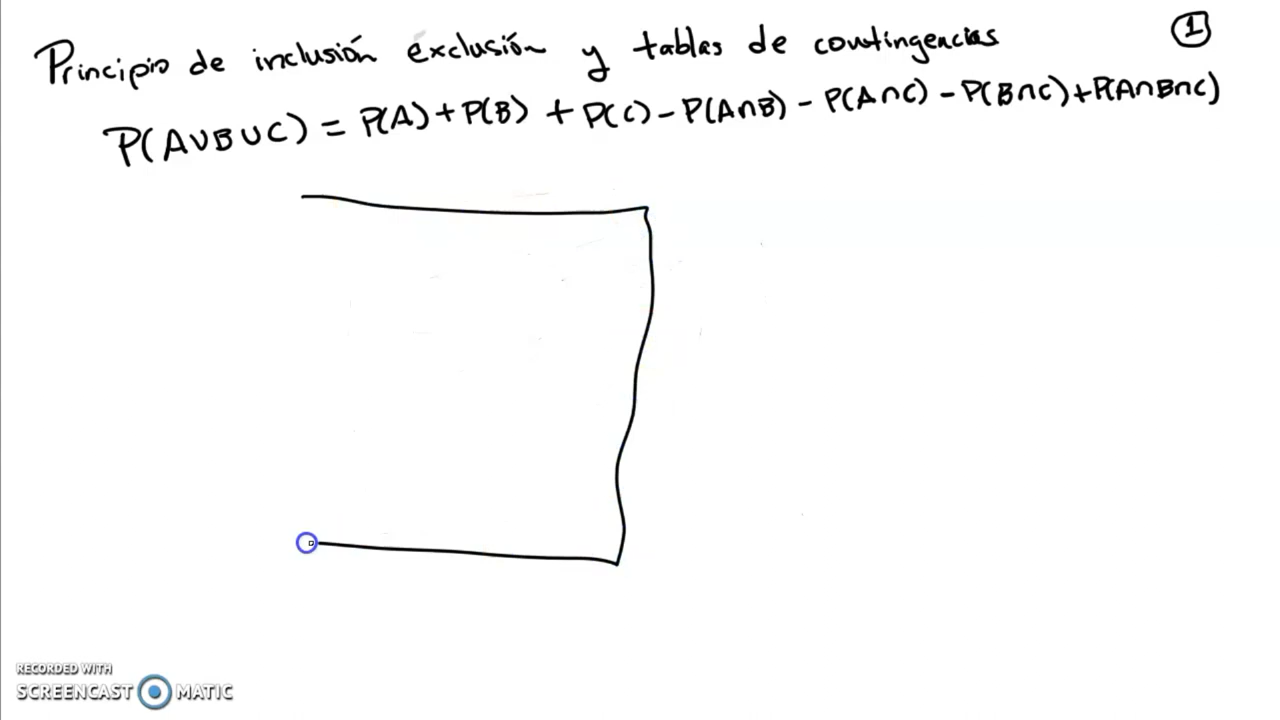 Principio de inclusión exclusión y tablas de contingencias ①
P(A∪B∪C) = P(A)+P(B) + P(C) - P(A∩B) - P(A∩C) - P(B∩C)+P(A∩B∩C)
RECORDED WITH
SCREENCAST MATIC